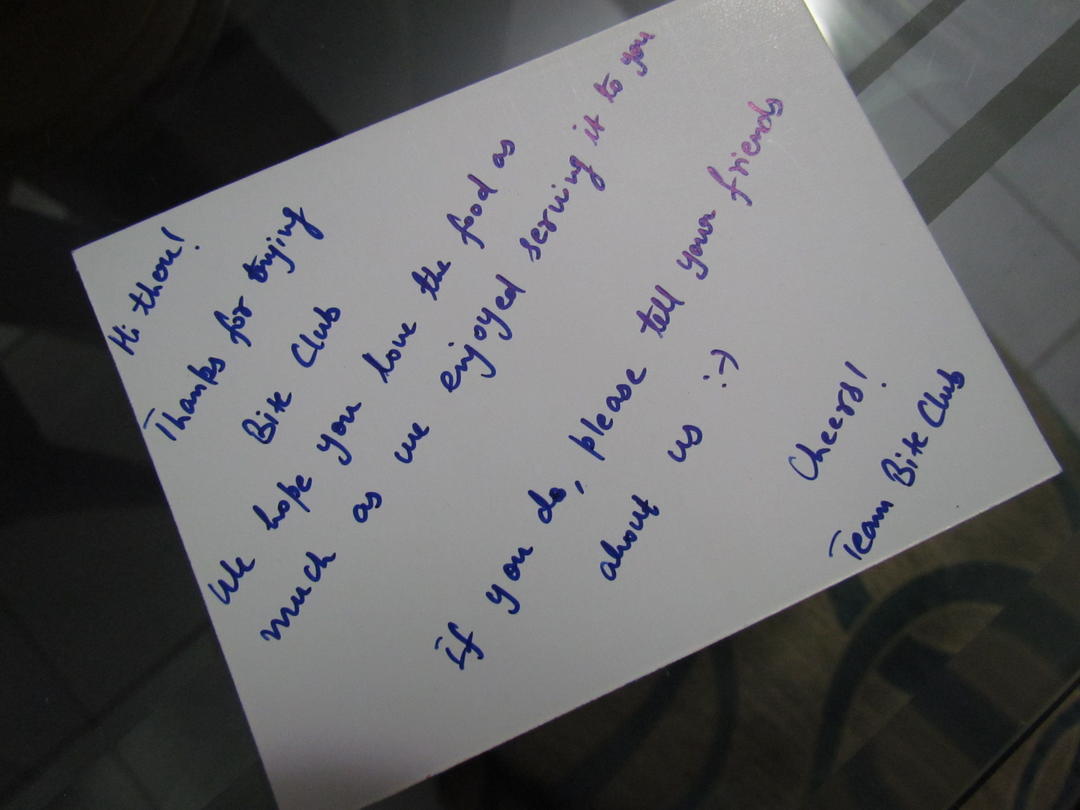 Hi there!
Thanks for trying
Bite Club
We hope you love the food as
much as we enjoyed serving it to you
If you do, please tell your friends
about us :-)
Cheers!
Team Bite Club